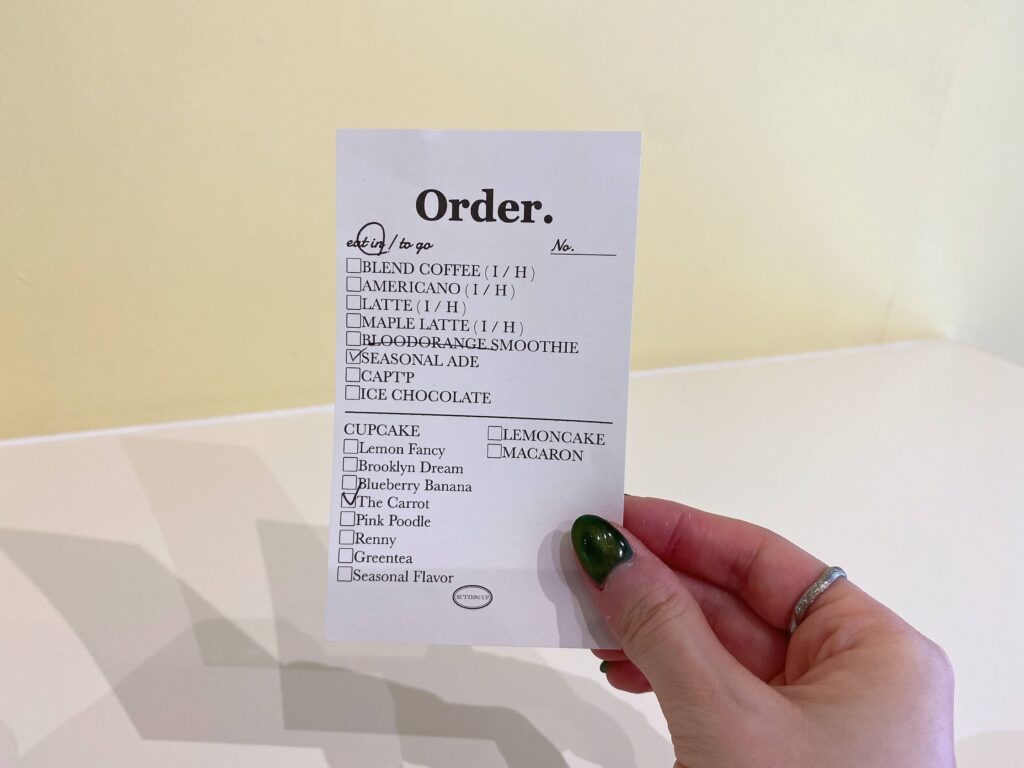 Order.
eat in / to go No.
BLEND COFFEE ( I / H )
AMERICANO ( I / H )
LATTE ( I / H )
MAPLE LATTE ( I / H )
BLOODORANGE SMOOTHIE
SEASONAL ADE
CAPT'P
ICE CHOCOLATE
CUPCAKE
Lemon Fancy
Brooklyn Dream
Blueberry Banana
The Carrot
Pink Poodle
Renny
Greentea
Seasonal Flavor
LEMONCAKE
MACARON
BUTTERCUP